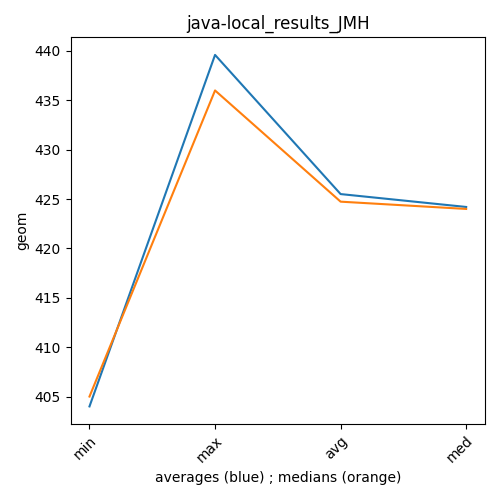 java-local_results_JMH
440
435
430
425
420
415
410
405
geom
min
max
avg
med
averages (blue) ; medians (orange)